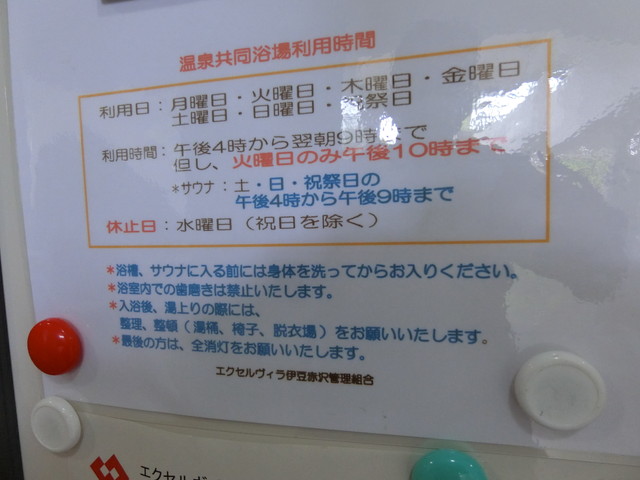 温泉共同浴場利用時間
利用日：月曜日・火曜日・木曜日・金曜日
土曜日・日曜日・祝祭日
利用時間：午後4時から翌朝9時まで
但し、火曜日のみ午後10時まで
*サウナ：土・日・祝祭日の
午後4時から午後9時まで
休止日：水曜日（祝日を除く）
*浴槽、サウナに入る前には身体を洗ってからお入りください。
*浴室内での歯磨きは禁止いたします。
*入浴後、湯上りの際には、
整理、整頓（湯桶、椅子、脱衣場）をお願いいたします。
*最後の方は、全消灯をお願いいたします。
エクセルヴィラ伊豆赤沢管理組合
エクセルヴ